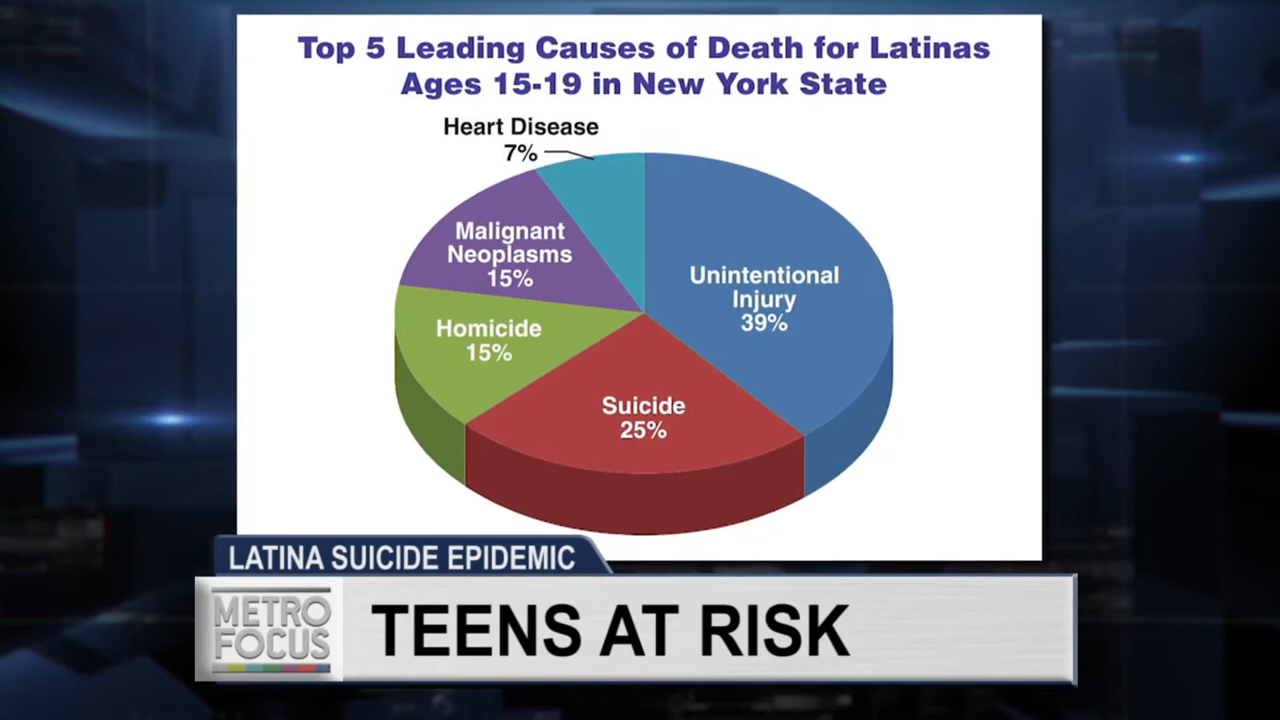 Top 5 Leading Causes of Death for Latinas
Ages 15-19 in New York State
Heart Disease
7%
Malignant
Neoplasms
15%
Unintentional
Injury
39%
Homicide
15%
Suicide
25%
LATINA SUICIDE EPIDEMIC
METRO
FOCUS
TEENS AT RISK